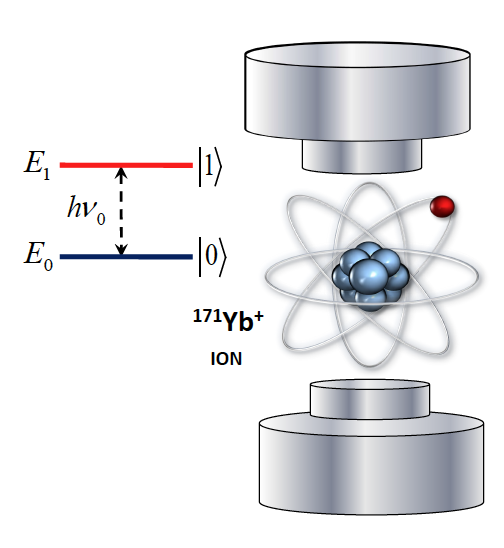 E₁ |1⟩
hν₀
E₀ |0⟩
¹⁷¹Yb⁺
ION